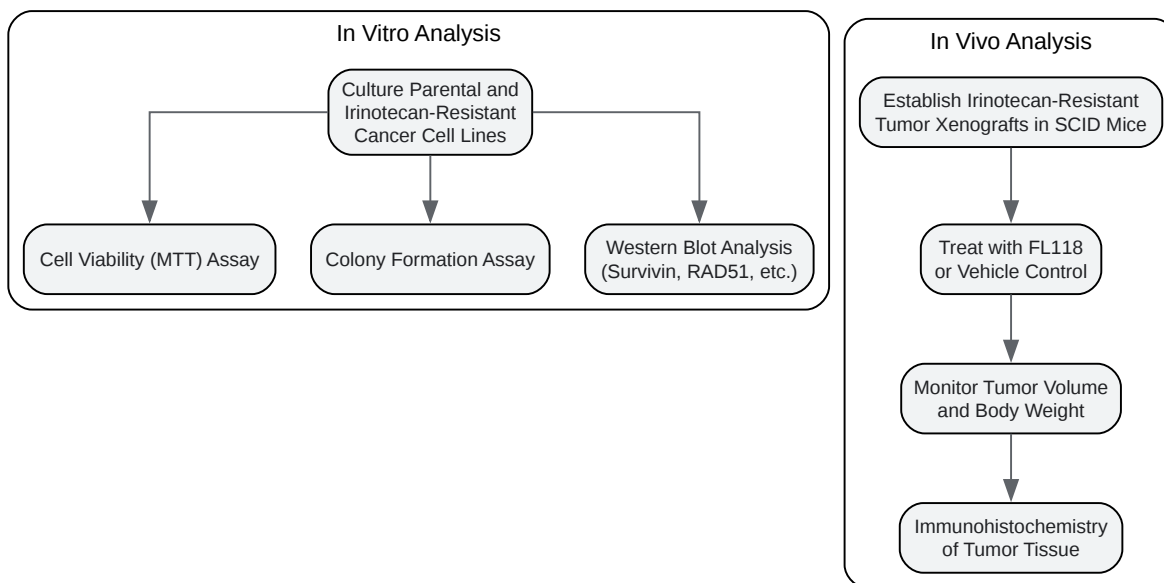 In Vitro Analysis
Culture Parental and
Irinotecan-Resistant
Cancer Cell Lines
Cell Viability (MTT) Assay
Colony Formation Assay
Western Blot Analysis
(Survivin, RAD51, etc.)
In Vivo Analysis
Establish Irinotecan-Resistant
Tumor Xenografts in SCID Mice
Treat with FL118
or Vehicle Control
Monitor Tumor Volume
and Body Weight
Immunohistochemistry
of Tumor Tissue